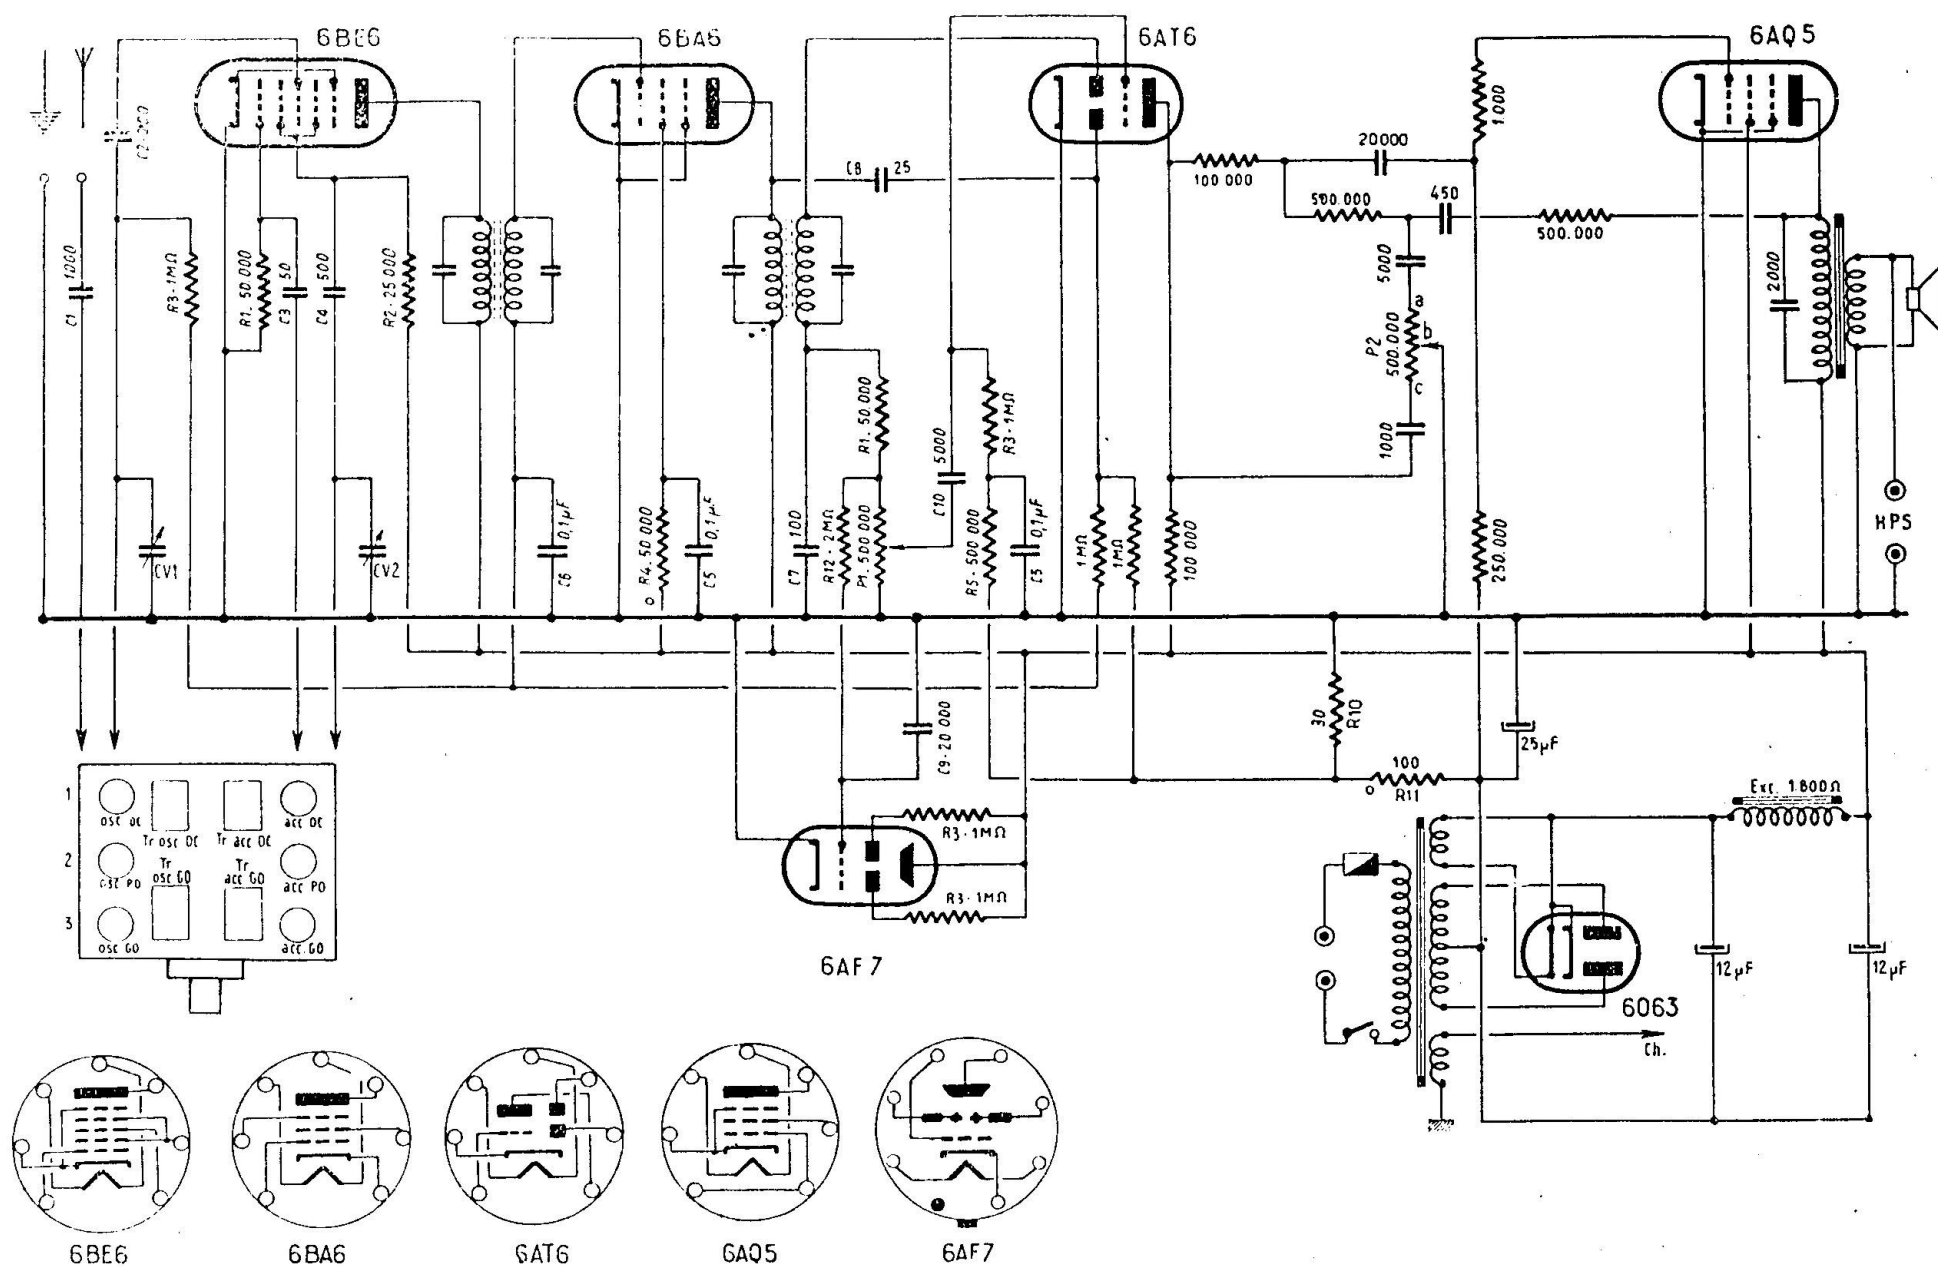 6BE6
6BA6
6AT6
6AQ5
C2-200
1.000
C8 25
20000
100 000
500.000
450
500.000
C1 1000
R3-1MΩ
R1. 50.000
C3 50
C4 500
R2-25.000
5000
a
b
c
P2
500.000
2000
1000
R1. 50.000
C10 5000
R3-1MΩ
CV1
CV2
C6 0,1µF
R4. 50 000
C5 0,1µF
C7 100
R12-2MΩ
P1. 500 000
R5-500 000
C5 0,1µF
1MΩ
1MΩ
100 000
250.000
HPS
30
R10
25µF
C9-20 000
100
R11
Exc. 1.800Ω
R3-1MΩ
R3-1MΩ
6AF7
1
2
3
osc OC
Tr osc OC
Tr acc OC
acc OC
osc PO
Tr
osc GO
Tr
acc GO
acc PO
osc GO
acc. GO
6063
12µF
12µF
Ch.
6BE6
6BA6
6AT6
6AQ5
6AF7